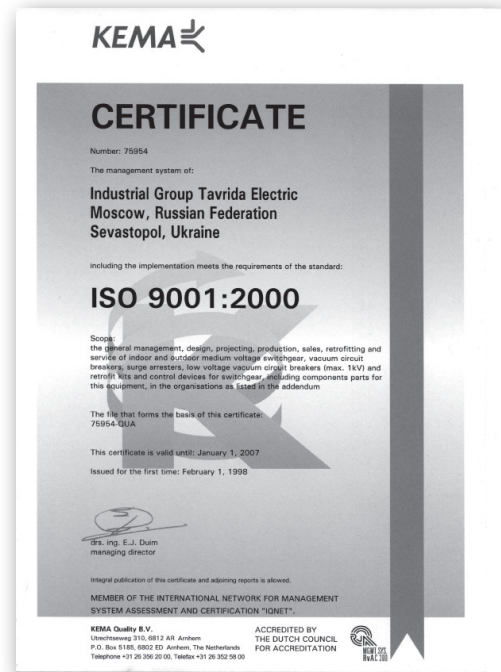 KEMA
CERTIFICATE
Number: 75954
The management system of:
Industrial Group Tavrida Electric
Moscow, Russian Federation
Sevastopol, Ukraine
including the implementation meets the requirements of the standard:
ISO 9001:2000
Scope:
the general management, design, projecting, production, sales, retrofitting and
service of indoor and outdoor medium voltage switchgear, vacuum circuit
breakers, surge arresters, low voltage vacuum circuit breakers (max. 1kV) and
retrofit kits and control devices for switchgear, including components parts for
this equipment, in the organisations as listed in the addendum
The file that forms the basis of this certificate:
75954-QUA
This certificate is valid until: January 1, 2007
Issued for the first time: February 1, 1998
drs. ing. E.J. Duim
managing director
Integral publication of this certificate and adjoining reports is allowed.
MEMBER OF THE INTERNATIONAL NETWORK FOR MANAGEMENT
SYSTEM ASSESSMENT AND CERTIFICATION "IQNET".
KEMA Quality B.V.
Utrechtseweg 310, 6812 AR Arnhem
P.O. Box 5185, 6802 ED Arnhem, The Netherlands
Telephone +31 26 356 20 00, Telefax +31 26 352 58 00
ACCREDITED BY
THE DUTCH COUNCIL
FOR ACCREDITATION
MGMT. SYS.
RvA C